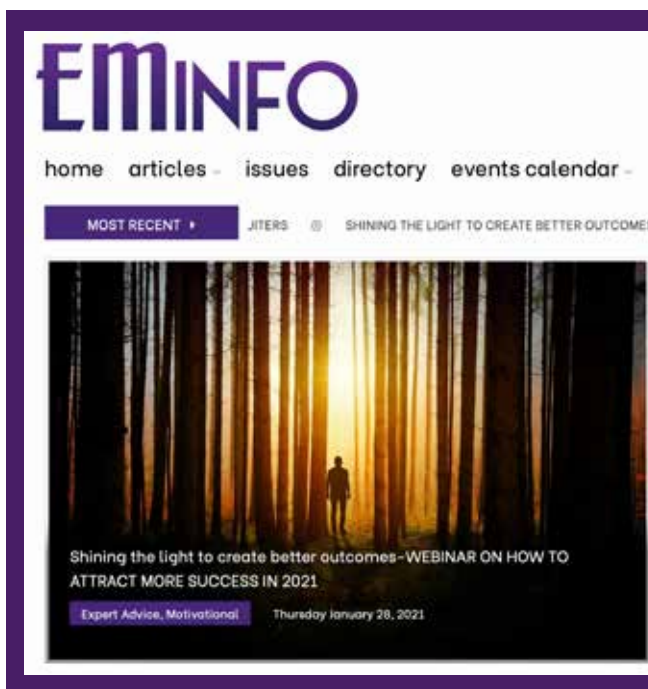 EMINFO
home articles issues directory events calendar
MOST RECENT JITERS SHINING THE LIGHT TO CREATE BETTER OUTCOMES
Shining the light to create better outcomes-WEBINAR ON HOW TO
ATTRACT MORE SUCCESS IN 2021
Expert Advice, Motivational Thursday January 28, 2021